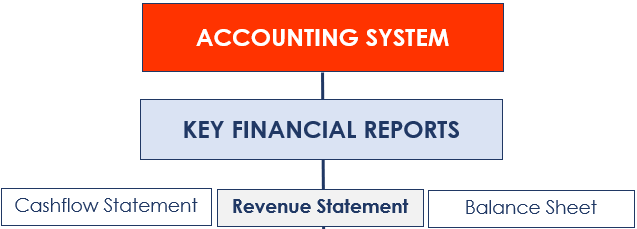 ACCOUNTING SYSTEM
KEY FINANCIAL REPORTS
Cashflow Statement
Revenue Statement
Balance Sheet